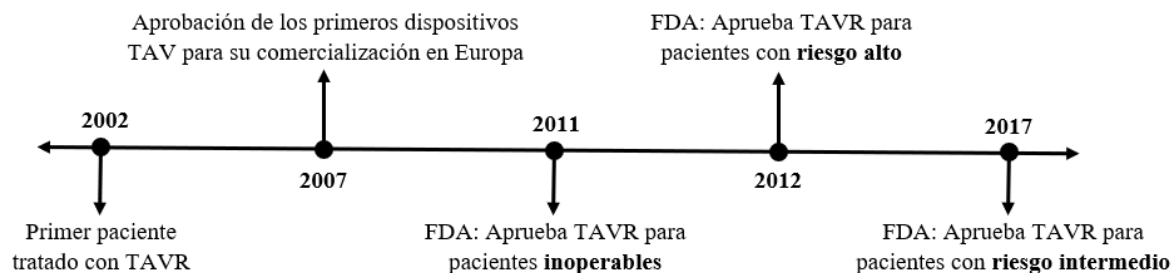 Aprobación de los primeros dispositivos
TAV para su comercialización en Europa
FDA: Aprueba TAVR para
pacientes con riesgo alto
2002
2011
2017
2007
2012
Primer paciente
tratado con TAVR
FDA: Aprueba TAVR para
pacientes inoperables
FDA: Aprueba TAVR para
pacientes con riesgo intermedio